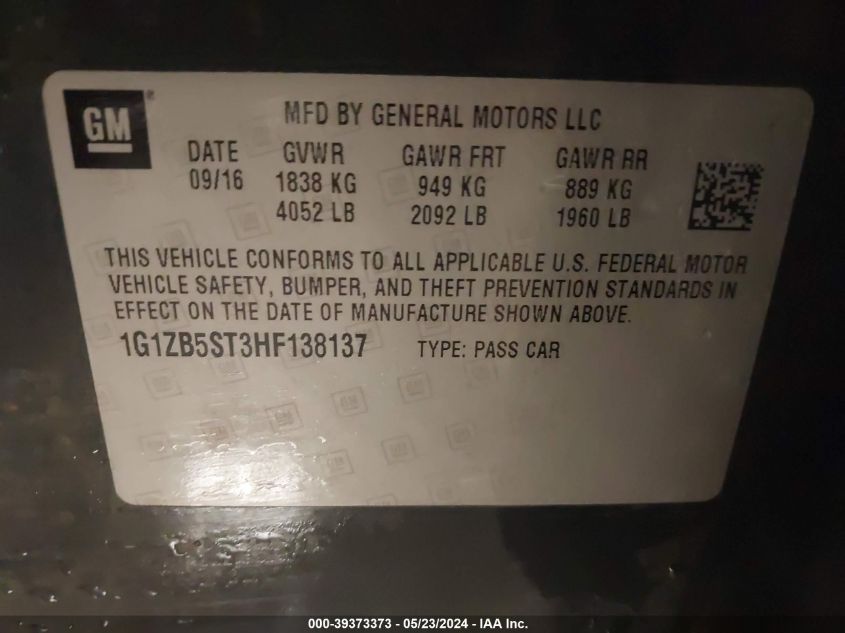 GM
MFD BY GENERAL MOTORS LLC
DATE GVWR GAWR FRT GAWR RR
09/16 1838 KG 949 KG 889 KG
4052 LB 2092 LB 1960 LB
THIS VEHICLE CONFORMS TO ALL APPLICABLE U.S. FEDERAL MOTOR
VEHICLE SAFETY, BUMPER, AND THEFT PREVENTION STANDARDS IN
EFFECT ON THE DATE OF MANUFACTURE SHOWN ABOVE.
1G1ZB5ST3HF138137 TYPE: PASS CAR
000-39373373 - 05/23/2024 - IAA Inc.